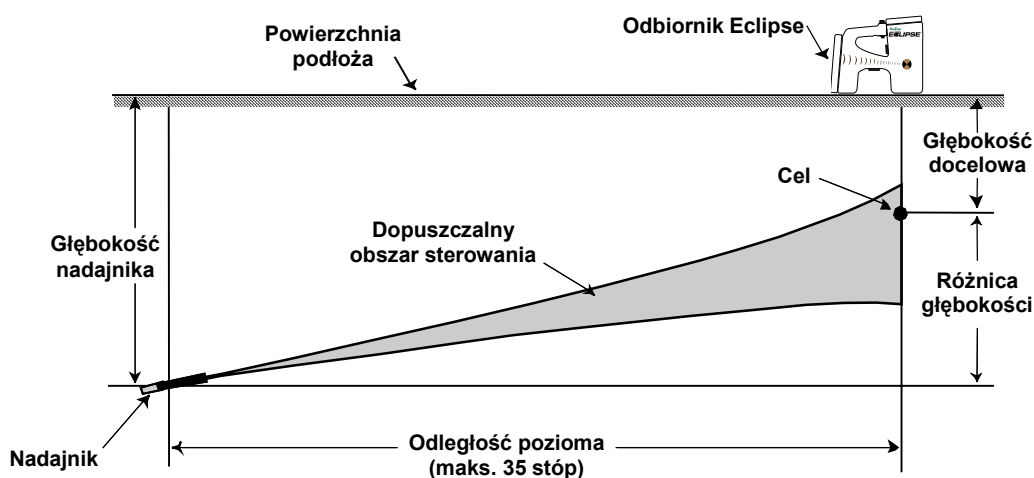 Powierzchnia
podłoża
Odbiornik Eclipse
ECLIPSE
Głębokość
docelowa
Cel
Dopuszczalny
obszar sterowania
Głębokość
nadajnika
Różnica
głębokości
Nadajnik
Odległość pozioma
(maks. 35 stóp)